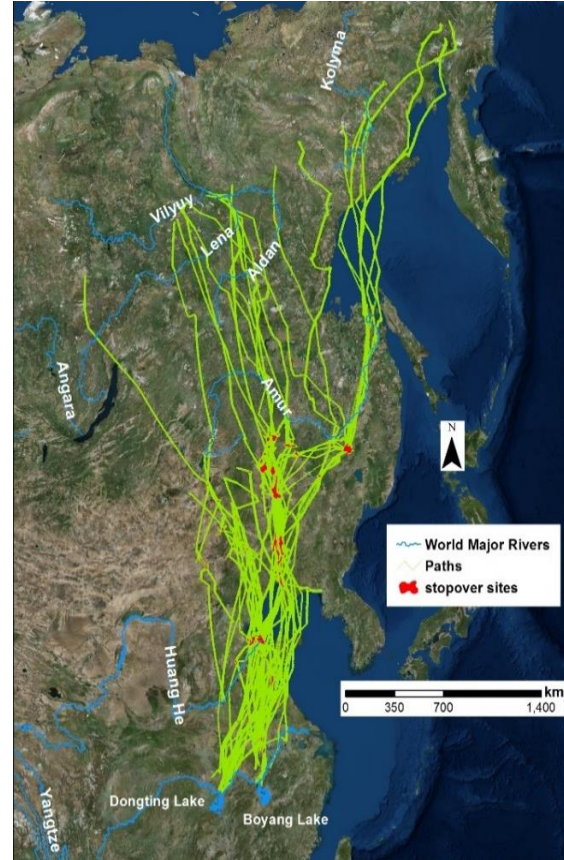 Kolyma
Vilyuy
Lena
Aldan
Angara
Amur
N
World Major Rivers
Paths
stopover sites
Huang He
km
0 350 700 1,400
Yangtze
Dongting Lake
Boyang Lake